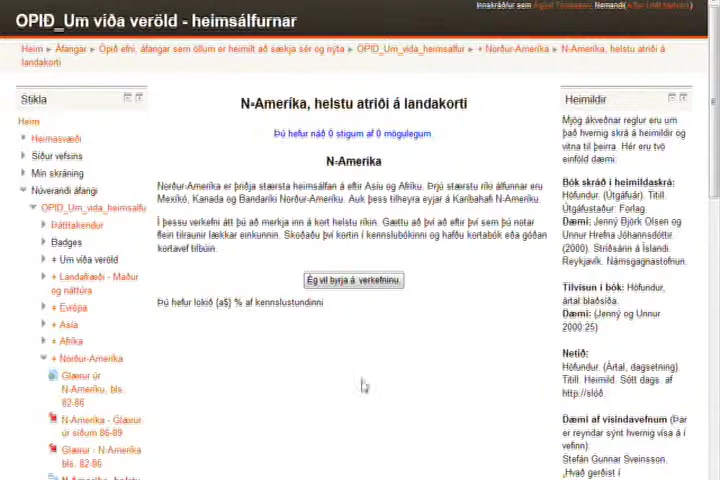 OPIÐ_Um víða veröld - heimsálfurnar
Innskráður sem
Nemandi
Heim ► Áfangar ► Opið efni, áfangar sem öllum er heimilt að sækja sér og nýta ► OPID_Um_vida_heimsalfur ► + Norður-Ameríka ► N-Ameríka, helstu atriði á
landakorti
Stikla
Heim
Heimasvæði
Síður vefsins
Mín skráning
Núverandi áfangi
OPID_Um_vida_heimsalfu
Þátttakendur
Badges
+ Um víða veröld
+ Landafræði - Maður
og náttúra
+ Evrópa
+ Asía
+ Afríka
+ Norður-Ameríka
Glærur úr
N-Ameríku, bls.
82-86
N-Ameríka - Glærur
úr síðum 86-89
Glærur : N-Ameríka
bls. 82-86
N-Ameríka, helstu
N-Ameríka, helstu atriði á landakorti
Þú hefur náð 0 stigum af 0 mögulegum
N-Ameríka
Norður-Ameríka er þriðja stærsta heimsálfan á eftir Asíu og Afríku. Þrjú stærstu ríki álfunnar eru
Mexíkó, Kanada og Bandaríki Norður-Ameríku. Auk þess tilheyra eyjar á Karíbahafi N-Ameríku.
Í þessu verkefni átt þú að merkja inn á kort helstu ríkin. Gættu að því að eftir því sem þú notar
fleiri tilraunir lækkar einkunnin. Skoðaðu því kortin í kennslubókinni og hafðu kortabók eða góðan
kortavef tilbúin.
Ég vil byrja á verkefninu.
Þú hefur lokið {a$} % af kennslustundinni
Heimildir
Mjög ákveðnar reglur eru um
það hvernig skrá á heimildir og
vitna til þeirra. Hér eru tvö
einföld dæmi:
Bók skráð í heimildaskrá:
Höfundur. (Útgáfuár). Titill.
Útgáfustaður: Forlag.
Dæmi: Jenný Björk Olsen og
Unnur Hrefna Jóhannsdóttir.
(2000). Stríðsárin á Íslandi.
Reykjavík. Námsgagnastofnun.
Tilvísun í bók: Höfundur,
ártal blaðsíða.
Dæmi: (Jenný og Unnur
2000:25)
Netið:
Höfundur. (Ártal, dagsetning).
Titill. Heimild. Sótt dags. af
http://slóð.
Dæmi af vísindavefnum (Þar
er reyndar sýnt hvernig vísa á í
vefinn):
Stefán Gunnar Sveinsson.
„Hvað gerðist í